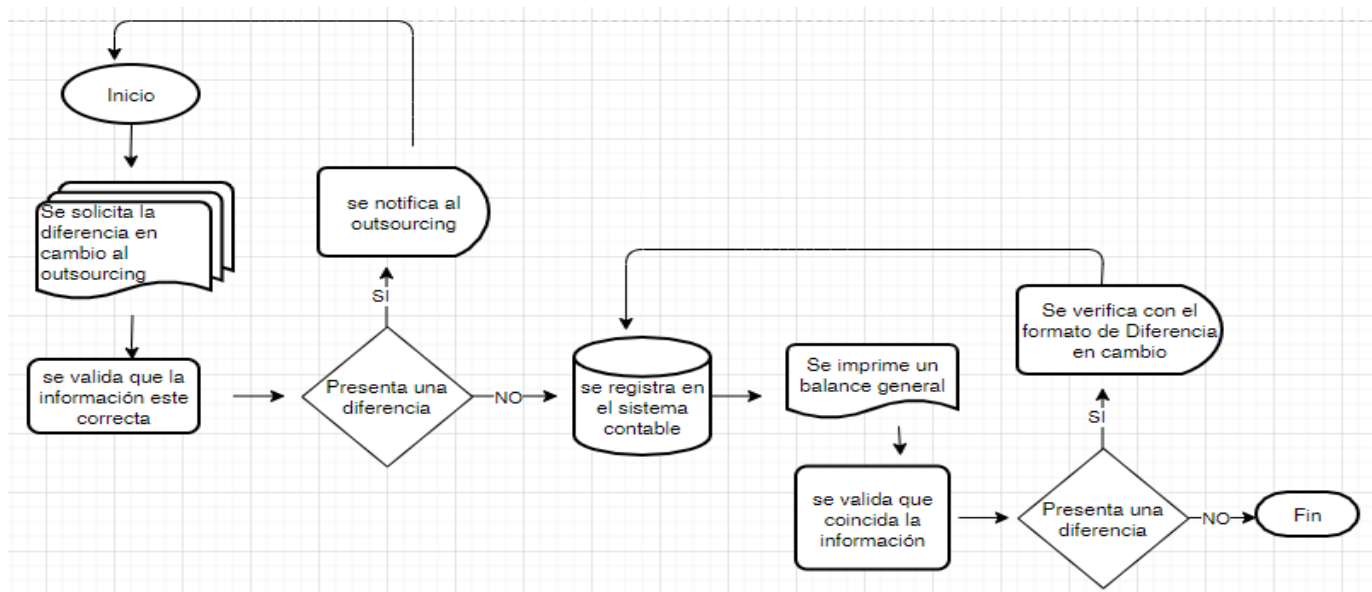 Inicio
Se solicita la
diferencia en
cambio al
outsourcing
se valida que la
información este
correcta
Presenta una
diferencia
SI
se notifica al
outsourcing
NO
se registra en
el sistema
contable
Se imprime un
balance general
se valida que
coincida la
información
Presenta una
diferencia
SI
Se verifica con el
formato de Diferencia
en cambio
NO
Fin